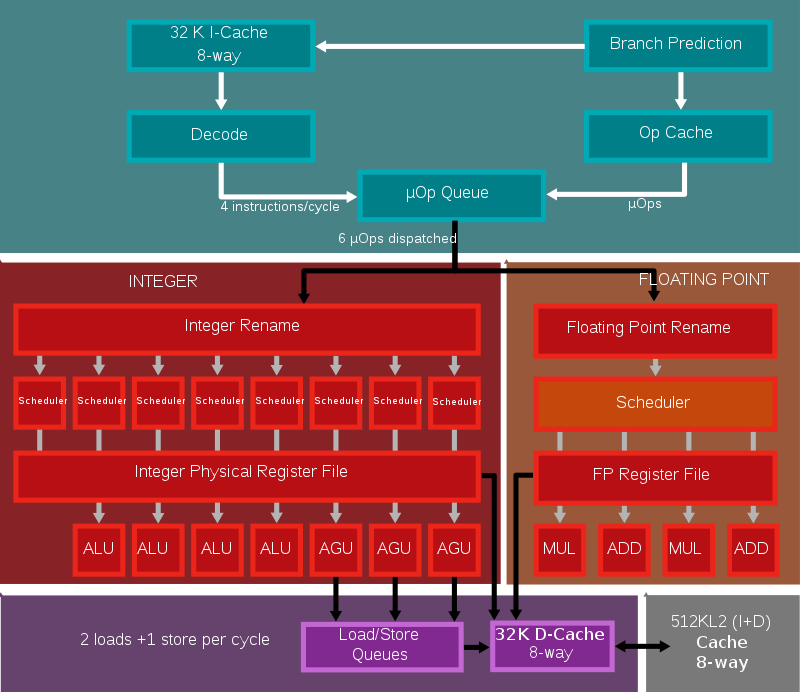 32 K I-Cache
8-way
Branch Prediction
Decode
Op Cache
µOp Queue
4 instructions/cycle
µOps
6 µOps dispatched
INTEGER
FLOATING POINT
Integer Rename
Floating Point Rename
Scheduler
Scheduler
Scheduler
Scheduler
Scheduler
Scheduler
Scheduler
Scheduler
Scheduler
Integer Physical Register File
FP Register File
ALU
ALU
ALU
ALU
AGU
AGU
AGU
MUL
ADD
MUL
ADD
2 loads +1 store per cycle
Load/Store
Queues
32K D-Cache
8-way
512KL2 (I+D)
Cache
8-way